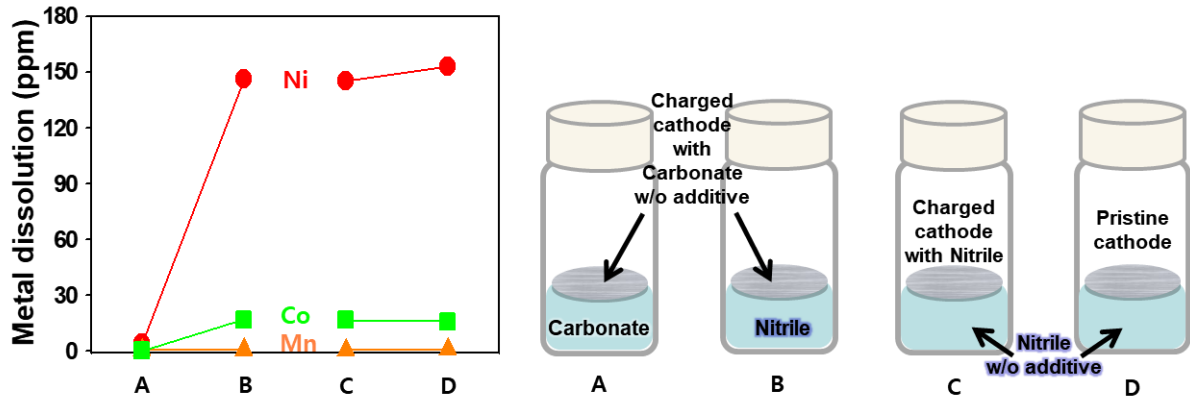 Metal dissolution (ppm)
180
150
120
90
60
30
0
Ni
Co
Mn
A
B
C
D
Charged
cathode
with
Carbonate
w/o additive
Carbonate
Nitrile
Charged
cathode
with Nitrile
Pristine
cathode
Nitrile
w/o additive
A
B
C
D